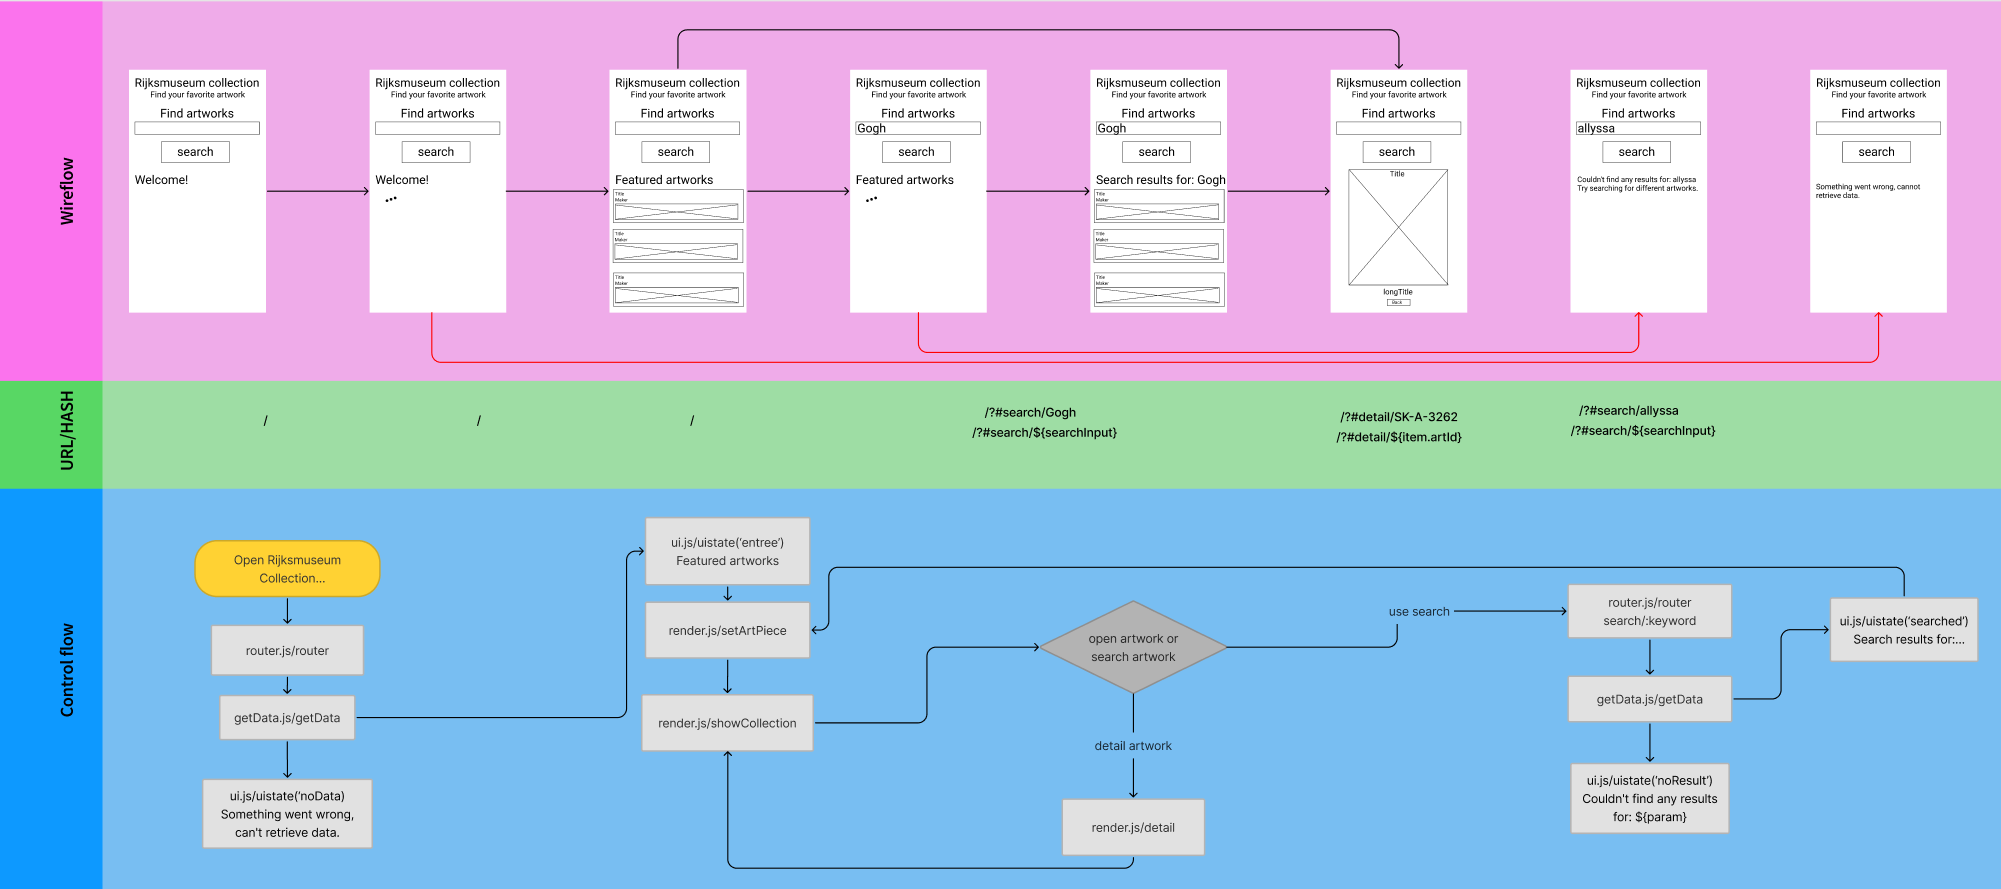 Wireflow
Rijksmuseum collection
Find your favorite artwork
Find artworks
search
Welcome!
Rijksmuseum collection
Find your favorite artwork
Find artworks
search
Welcome!
...
Rijksmuseum collection
Find your favorite artwork
Find artworks
search
Featured artworks
Title
Maker
Title
Maker
Title
Maker
Rijksmuseum collection
Find your favorite artwork
Find artworks
Gogh
search
Featured artworks
...
Rijksmuseum collection
Find your favorite artwork
Find artworks
Gogh
search
Search results for: Gogh
Title
Maker
Title
Maker
Title
Maker
Rijksmuseum collection
Find your favorite artwork
Find artworks
search
Title
longTitle
Back
Rijksmuseum collection
Find your favorite artwork
Find artworks
allyssa
search
Couldn't find any results for: allyssa
Try searching for different artworks.
Rijksmuseum collection
Find your favorite artwork
Find artworks
search
Something went wrong, cannot
retrieve data.
URL/HASH
/
/
/
/?#search/Gogh
/?#search/${searchInput}
/?#detail/SK-A-3262
/?#detail/${item.artId}
/?#search/allyssa
/?#search/${searchInput}
Control flow
Open Rijksmuseum
Collection...
router.js/router
getData.js/getData
ui.js/uistate(‘noData)
Something went wrong,
can't retrieve data.
ui.js/uistate(‘entree’)
Featured artworks
render.js/setArtPiece
render.js/showCollection
open artwork or
search artwork
detail artwork
render.js/detail
use search
router.js/router
search/:keyword
getData.js/getData
ui.js/uistate(‘noResult’)
Couldn't find any results
for: ${param}
ui.js/uistate(‘searched’)
Search results for:...